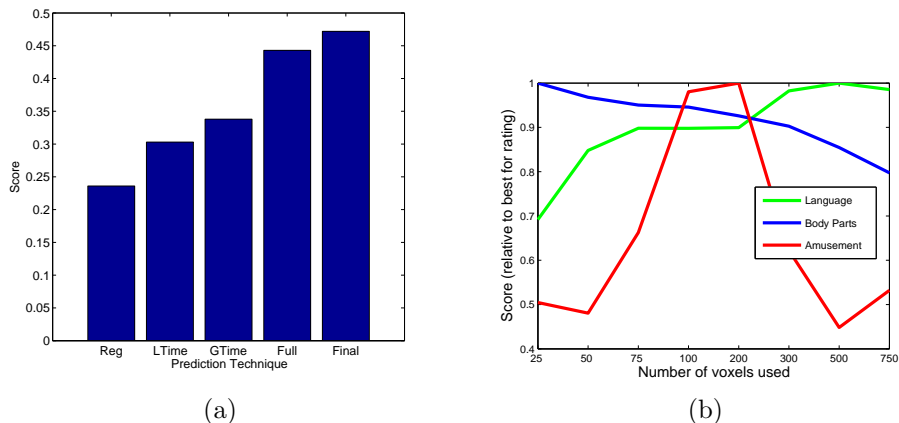 0.5
0.45
0.4
0.35
0.3
0.25
0.2
0.15
0.1
0.05
0
Score
Reg LTime GTime Full Final
Prediction Technique
(a)
1
0.9
0.8
0.7
0.6
0.5
0.4
Score (relative to best for rating)
Language
Body Parts
Amusement
25 50 75 100 200 300 500 750
Number of voxels used
(b)